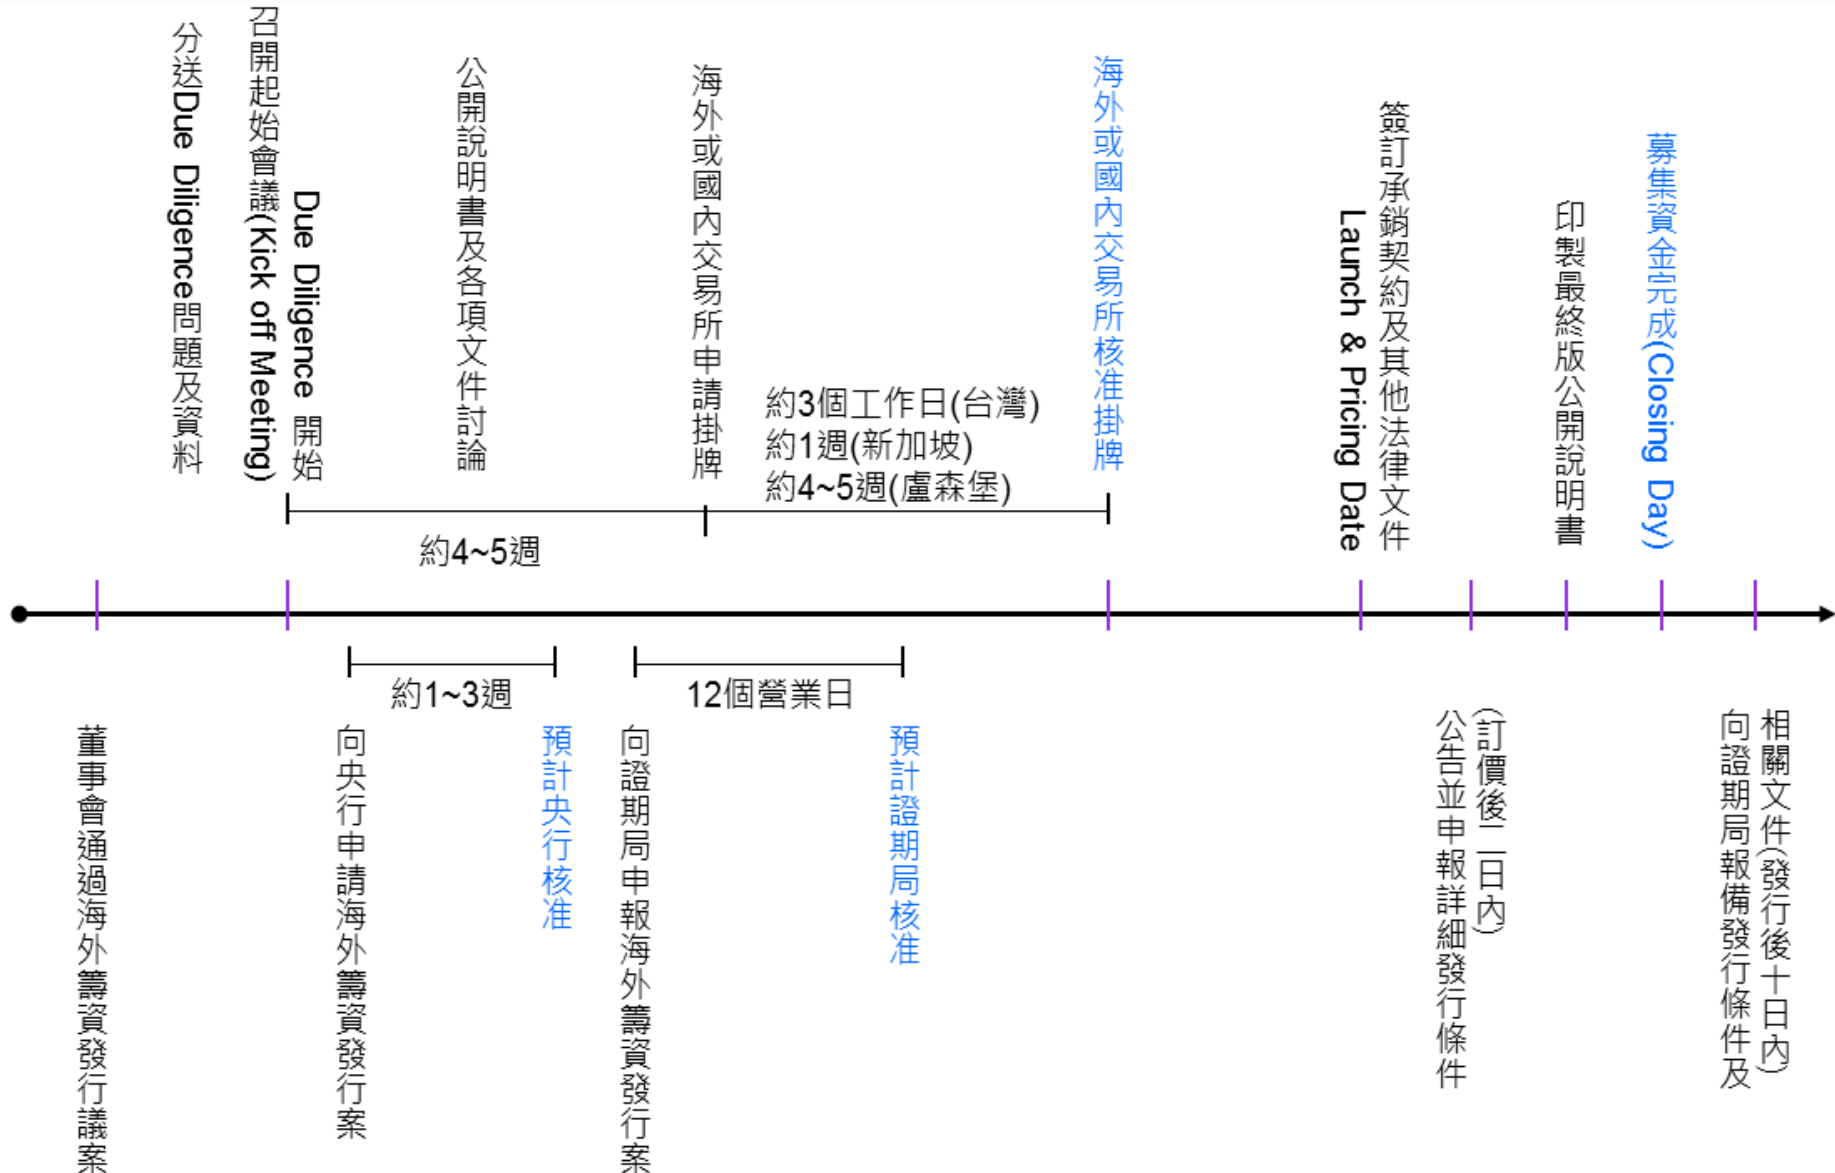 分送Due Diligence問題及資料
召開起始會議(Kick off Meeting)
Due Diligence 開始
公開說明書及各項文件討論
海外或國內交易所申請掛牌
約3個工作日(台灣)
約1週(新加坡)
約4~5週(盧森堡)
海外或國內交易所核准掛牌
Launch & Pricing Date
簽訂承銷契約及其他法律文件
印製最終版公開說明書
募集資金完成(Closing Day)
約4~5週
約1~3週
12個營業日
董事會通過海外籌資發行議案
向央行申請海外籌資發行案
預計央行核准
向證期局申報海外籌資發行案
預計證期局核准
公告並申報詳細發行條件
(訂價後二日內)
向證期局報備發行條件及
相關文件(發行後十日內)